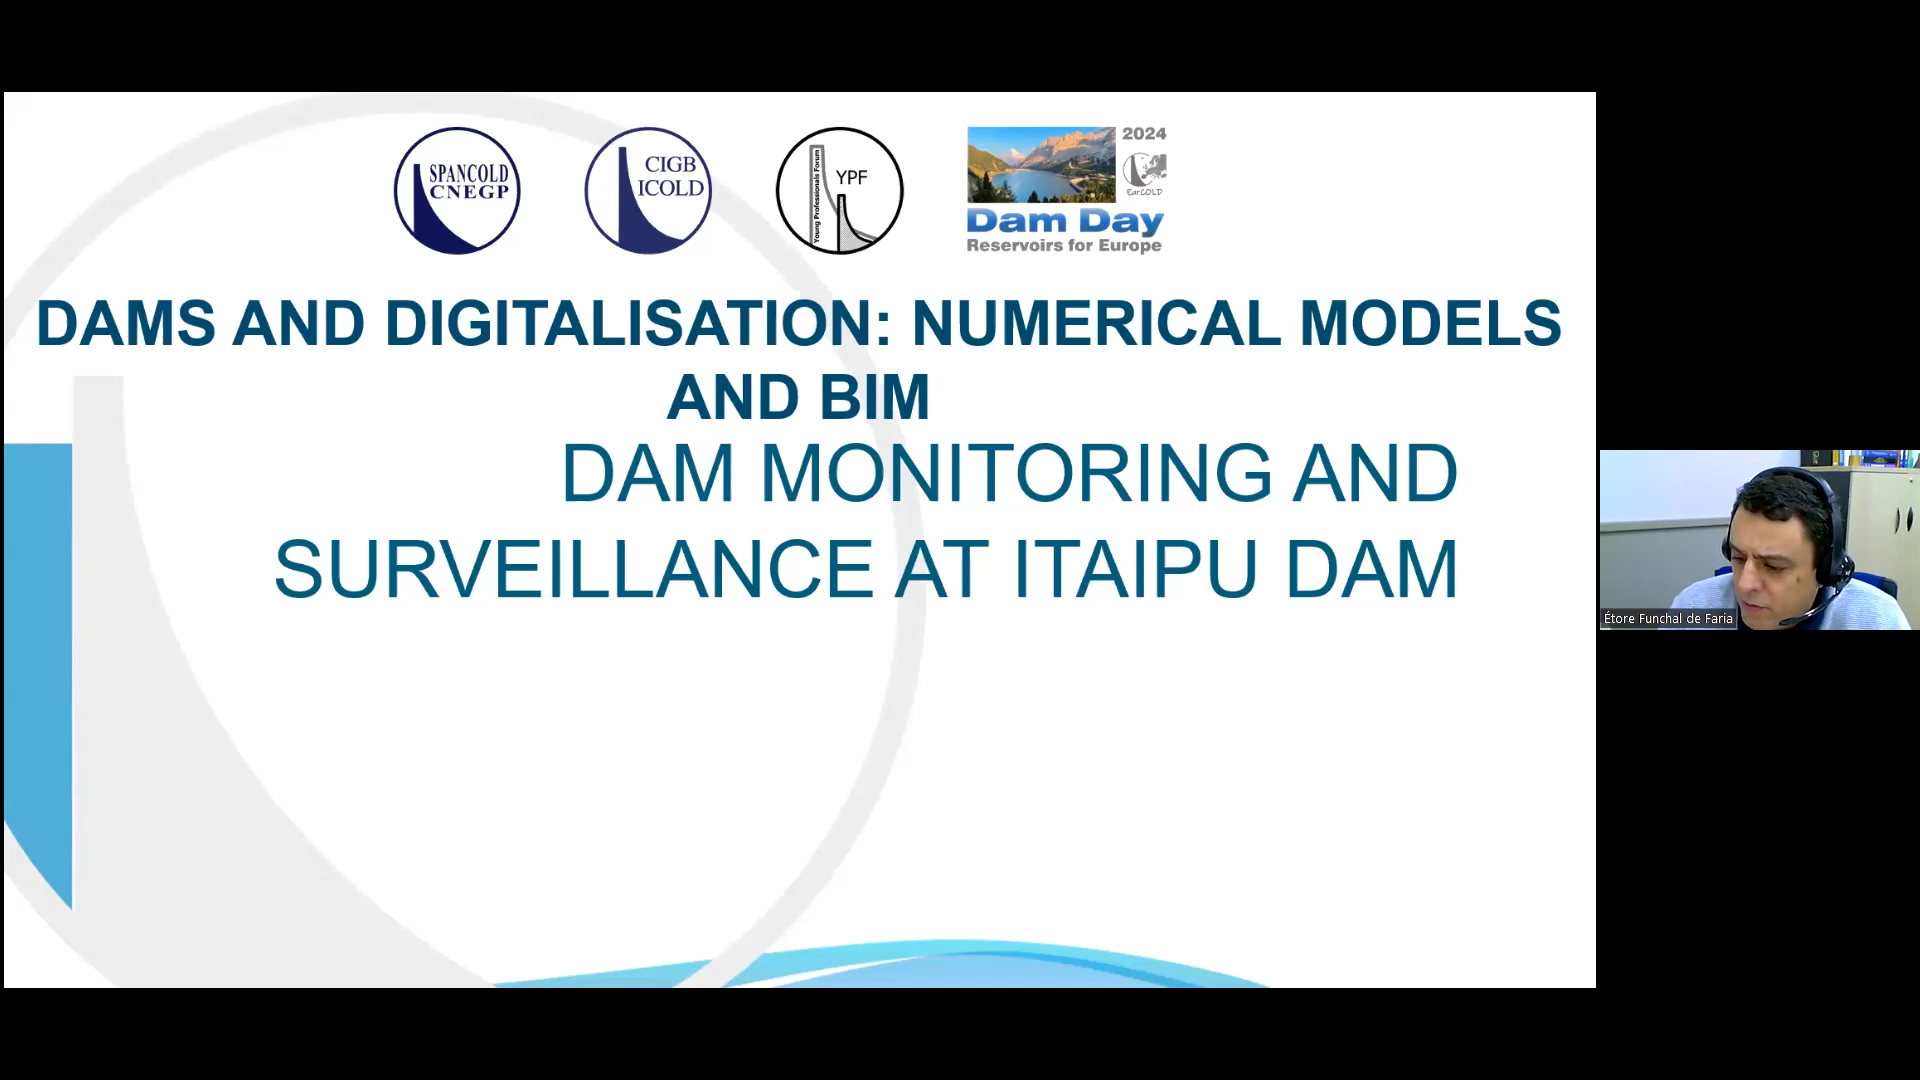 SPANCOLD
CNEGP
CIGB
ICOLD
Young Professionals Forum
YPF
2024
EurCOLD
Dam Day
Reservoirs for Europe
DAMS AND DIGITALISATION: NUMERICAL MODELS
AND BIM
DAM MONITORING AND
SURVEILLANCE AT ITAIPU DAM
Étore Funchal de Faria